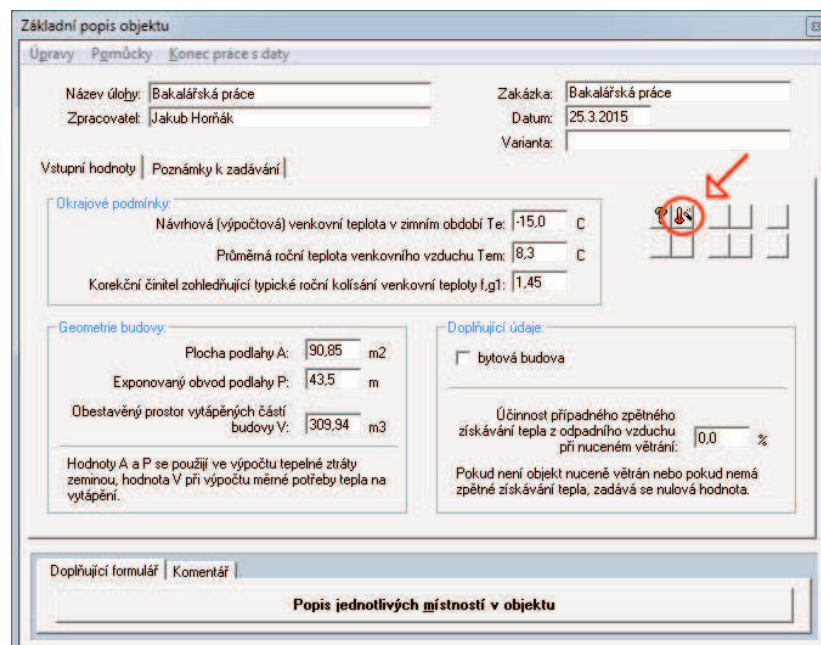 Základní popis objektu
Úpravy Pomůcky Konec práce s daty
Název úlohy: Bakalářská práce
Zakázka: Bakalářská práce
Zpracovatel: Jakub Horňák
Datum: 25.3.2015
Varianta:
Vstupní hodnoty Poznámky k zadávání
Okrajové podmínky:
Návrhová (výpočtová) venkovní teplota v zimním období Te: -15,0 C
Průměrná roční teplota venkovního vzduchu Tem: 8,3 C
Korekční činitel zohledňující typické roční kolísání venkovní teploty f,g1: 1,45
?
Geometrie budovy:
Plocha podlahy A: 90,85 m2
Exponovaný obvod podlahy P: 43,5 m
Obestavěný prostor vytápěných částí
budovy V: 309,94 m3
Hodnoty A a P se použijí ve výpočtu tepelné ztráty
zeminou, hodnota V při výpočtu měrné potřeby tepla na
vytápění.
Doplňující údaje:
bytová budova
Účinnost případného zpětného
získávání tepla z odpadního vzduchu
při nuceném větrání: 0,0 %
Pokud není objekt nuceně větrán nebo pokud nemá
zpětné získávání tepla, zadává se nulová hodnota.
Doplňující formulář Komentář
Popis jednotlivých místností v objektu